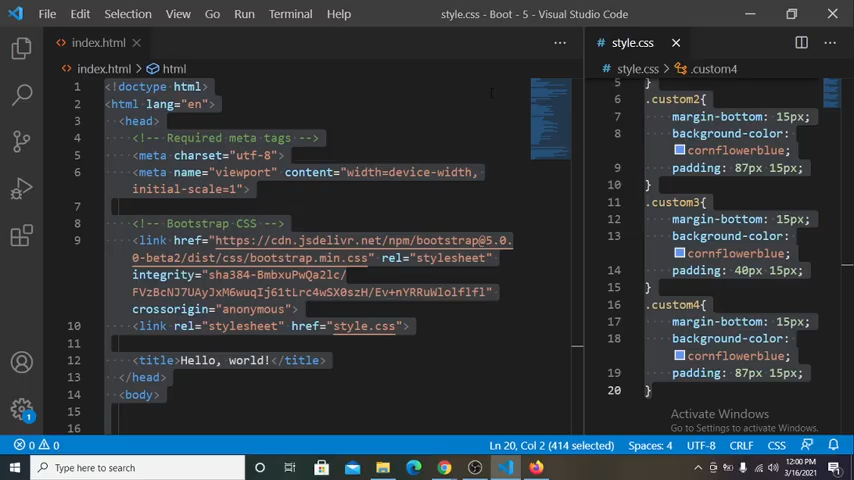 File Edit Selection View Go Run Terminal Help style.css - Boot - 5 - Visual Studio Code
index.html
index.html > html
1 <!doctype html>
2 <html lang="en">
3 <head>
4 <!-- Required meta tags -->
5 <meta charset="utf-8">
6 <meta name="viewport" content="width=device-width,
initial-scale=1">
7
8 <!-- Bootstrap CSS -->
9 <link href="https://cdn.jsdelivr.net/npm/bootstrap@5.0.
0-beta2/dist/css/bootstrap.min.css" rel="stylesheet"
integrity="sha384-BmbxuPwQa2lc/
FVzBcNJ7UAyJxM6wuqIj61tLrc4wSX0szH/Ev+nYRRuWlolflfl"
crossorigin="anonymous">
10 <link rel="stylesheet" href="style.css">
11
12 <title>Hello, world!</title>
13 </head>
14 <body>
15
16
style.css
style.css > .custom4
5 }
6 .custom2{
7 margin-bottom: 15px;
8 background-color:
cornflowerblue;
9 padding: 87px 15px;
10 }
11 .custom3{
12 margin-bottom: 15px;
13 background-color:
cornflowerblue;
14 padding: 40px 15px;
15 }
16 .custom4{
17 margin-bottom: 15px;
18 background-color:
cornflowerblue;
19 padding: 87px 15px;
20 }
Activate Windows
Go to Settings to activate Windows.
1
0 0 Ln 20, Col 2 (414 selected) Spaces: 4 UTF-8 CRLF CSS
Type here to search
12:00 PM
3/16/2021
1